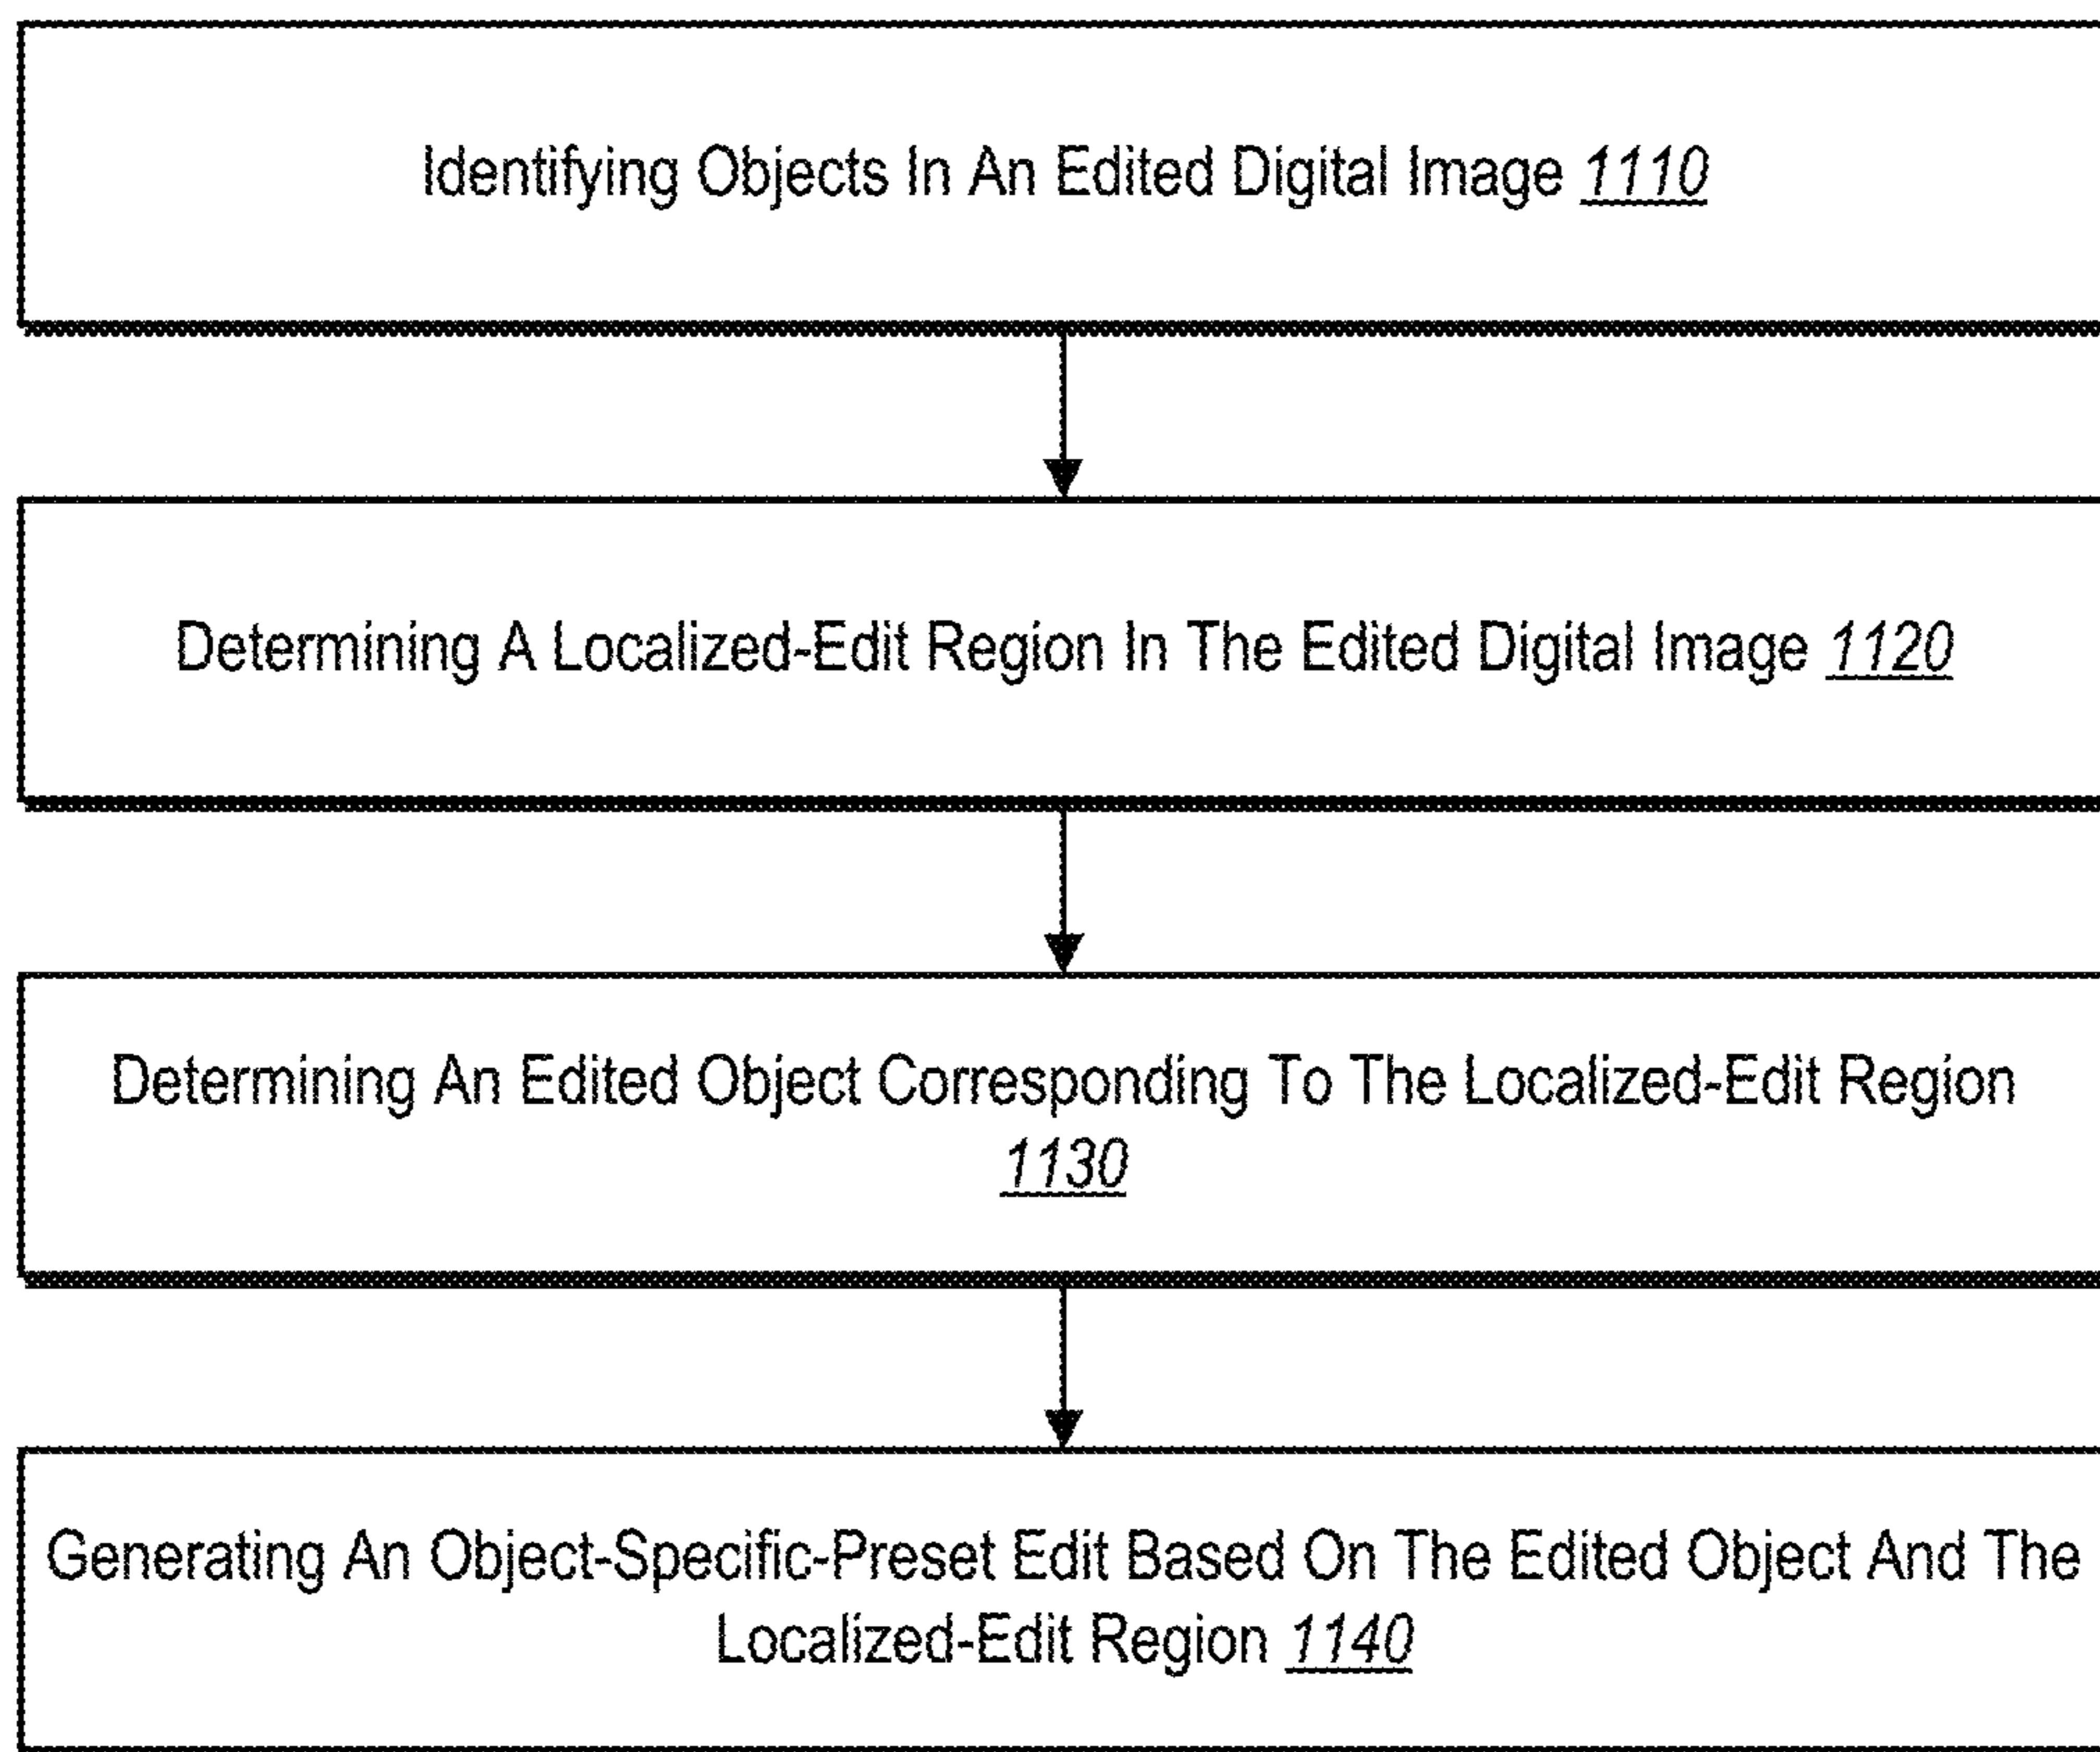 Identifying Objects In An Edited Digital Image 1110
Determining A Localized-Edit Region In The Edited Digital Image 1120
Determining An Edited Object Corresponding To The Localized-Edit Region
1130
Generating An Object-Specific-Preset Edit Based On The Edited Object And The
Localized-Edit Region 1140